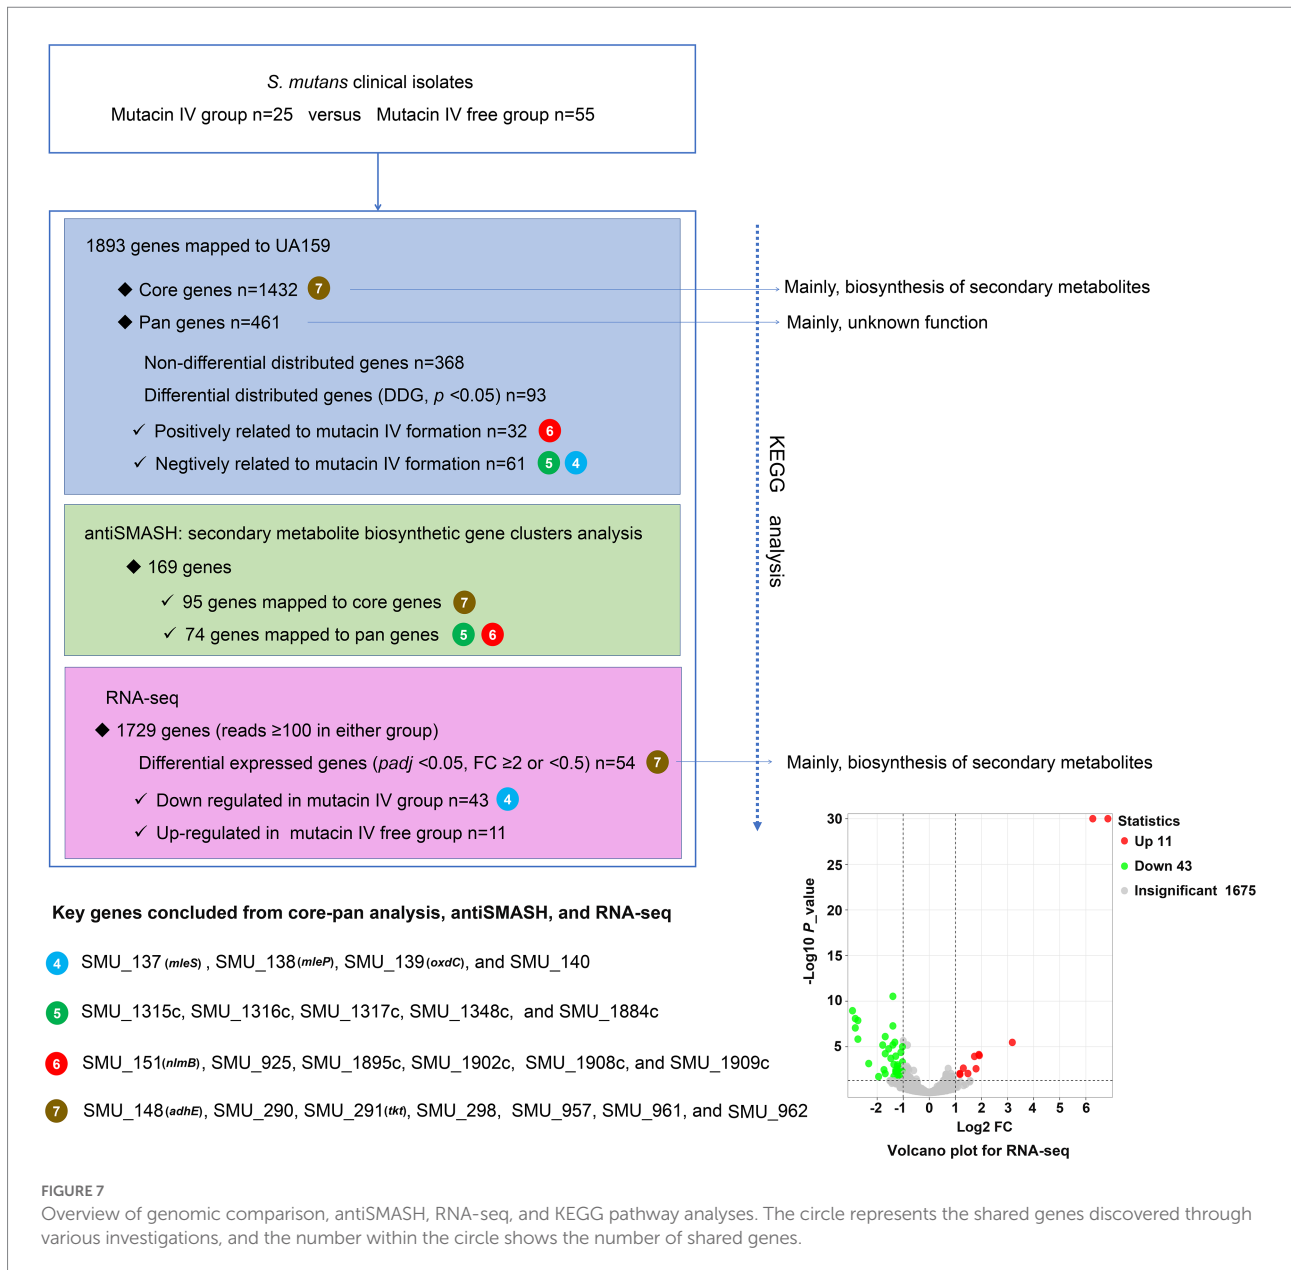 S. mutans clinical isolates
Mutacin IV group n=25 versus Mutacin IV free group n=55
1893 genes mapped to UA159
◆ Core genes n=1432 7
Mainly, biosynthesis of secondary metabolites
◆ Pan genes n=461
Mainly, unknown function
Non-differential distributed genes n=368
Differential distributed genes (DDG, p <0.05) n=93
✓ Positively related to mutacin IV formation n=32 6
✓ Negtively related to mutacin IV formation n=61 5 4
KEGG analysis
antiSMASH: secondary metabolite biosynthetic gene clusters analysis
◆ 169 genes
✓ 95 genes mapped to core genes 7
✓ 74 genes mapped to pan genes 5 6
RNA-seq
◆ 1729 genes (reads ≥100 in either group)
Differential expressed genes (padj <0.05, FC ≥2 or <0.5) n=54 7
Mainly, biosynthesis of secondary metabolites
✓ Down regulated in mutacin IV group n=43 4
✓ Up-regulated in mutacin IV free group n=11
Key genes concluded from core-pan analysis, antiSMASH, and RNA-seq
4 SMU_137 (mleS) , SMU_138(mleP), SMU_139(oxdC), and SMU_140
5 SMU_1315c, SMU_1316c, SMU_1317c, SMU_1348c, and SMU_1884c
6 SMU_151(nlmB), SMU_925, SMU_1895c, SMU_1902c, SMU_1908c, and SMU_1909c
7 SMU_148(adhE), SMU_290, SMU_291(tkt), SMU_298, SMU_957, SMU_961, and SMU_962
-Log10 P_value
30
25
20
15
10
5
-2 -1 0 1 2 3 4 5 6
Log2 FC
Statistics
Up 11
Down 43
Insignificant 1675
Volcano plot for RNA-seq
FIGURE 7
Overview of genomic comparison, antiSMASH, RNA-seq, and KEGG pathway analyses. The circle represents the shared genes discovered through
various investigations, and the number within the circle shows the number of shared genes.